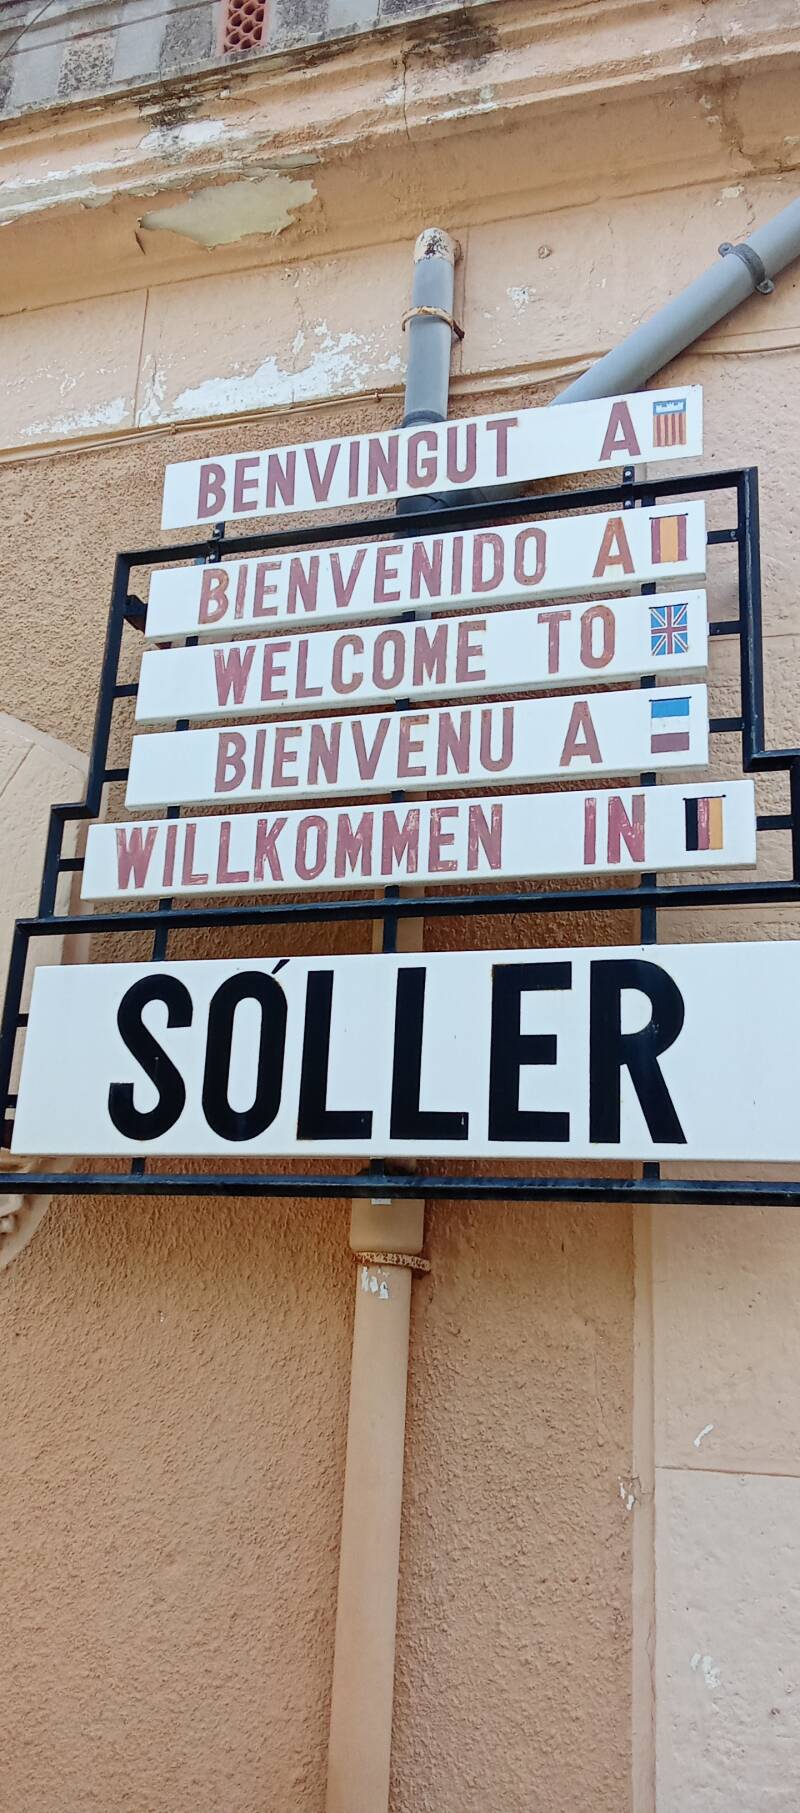 BENVINGUT A
BIENVENIDO A
WELCOME TO
BIENVENU A
WILLKOMMEN IN
SÓLLER